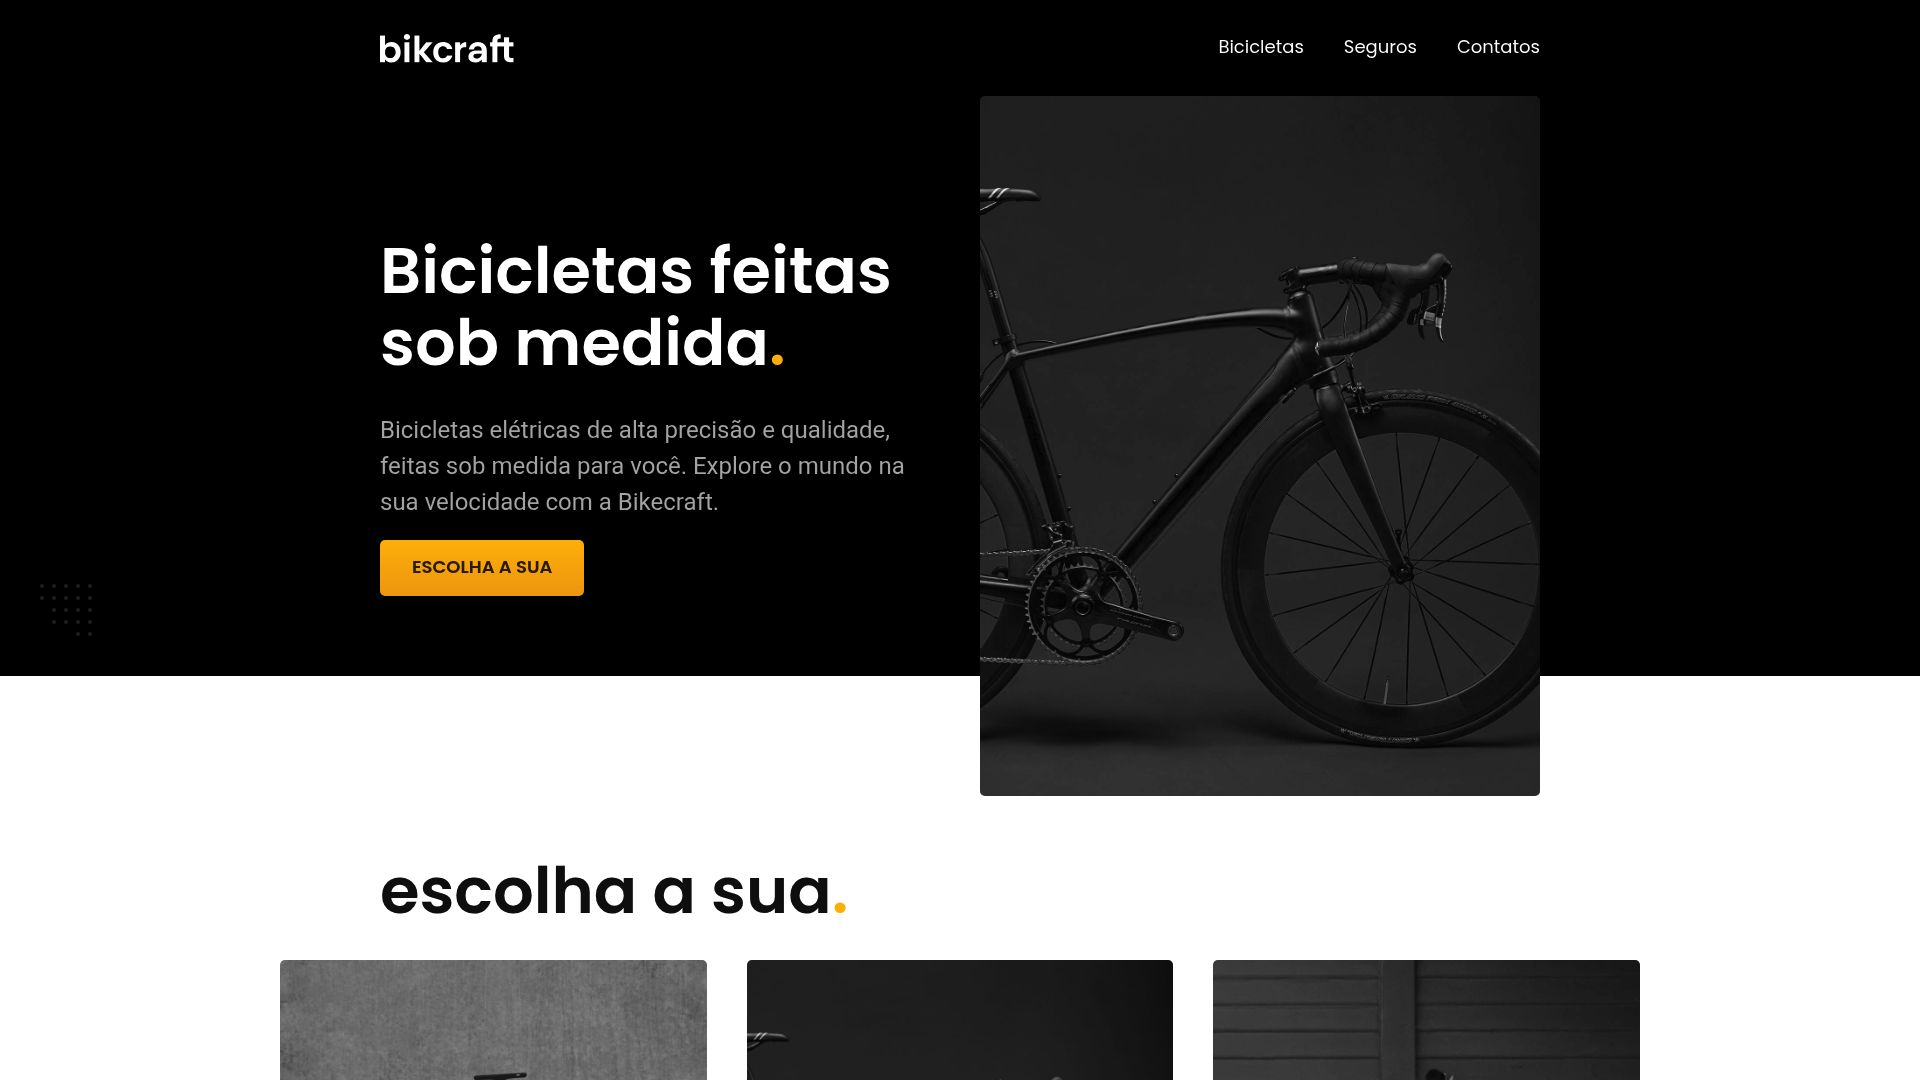 bikcraft
Bicicletas
Seguros
Contatos
Bicicletas feitas
sob medida.
Bicicletas elétricas de alta precisão e qualidade,
feitas sob medida para você. Explore o mundo na
sua velocidade com a Bikecraft.
ESCOLHA A SUA
escolha a sua.